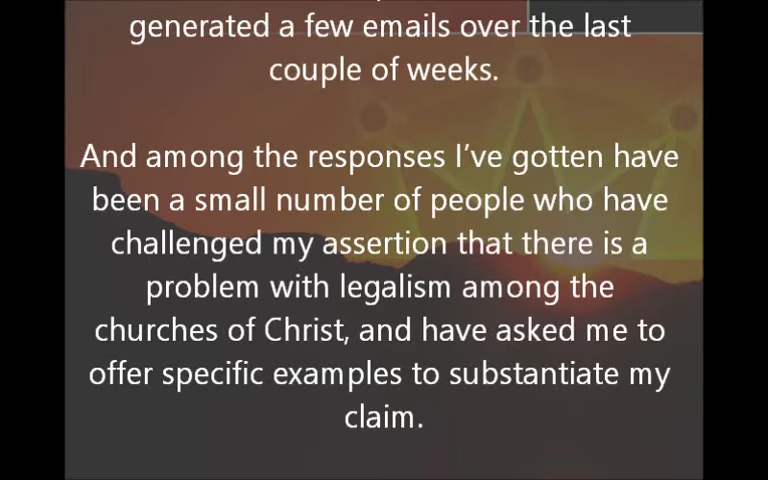 generated a few emails over the last
couple of weeks.
And among the responses I’ve gotten have
been a small number of people who have
challenged my assertion that there is a
problem with legalism among the
churches of Christ, and have asked me to
offer specific examples to substantiate my
claim.